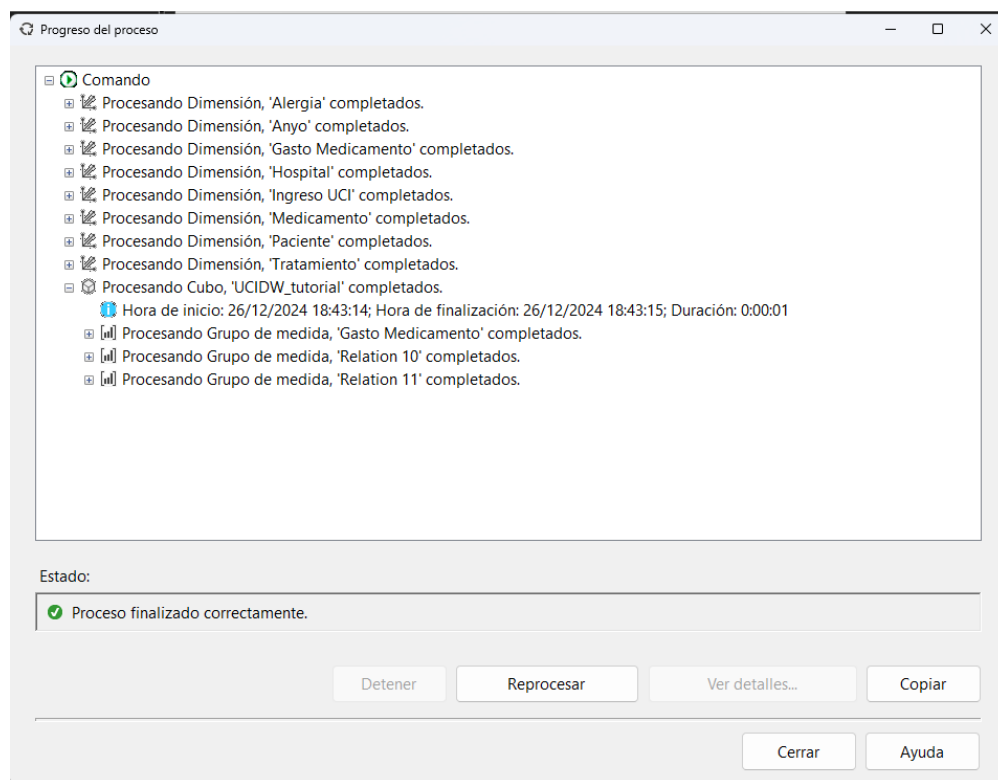 Progreso del proceso
Comando
Procesando Dimensión, 'Alergia' completados.
Procesando Dimensión, 'Anyo' completados.
Procesando Dimensión, 'Gasto Medicamento' completados.
Procesando Dimensión, 'Hospital' completados.
Procesando Dimensión, 'Ingreso UCI' completados.
Procesando Dimensión, 'Medicamento' completados.
Procesando Dimensión, 'Paciente' completados.
Procesando Dimensión, 'Tratamiento' completados.
Procesando Cubo, 'UCIDW_tutorial' completados.
Hora de inicio: 26/12/2024 18:43:14; Hora de finalización: 26/12/2024 18:43:15; Duración: 0:00:01
Procesando Grupo de medida, 'Gasto Medicamento' completados.
Procesando Grupo de medida, 'Relation 10' completados.
Procesando Grupo de medida, 'Relation 11' completados.
Estado:
Proceso finalizado correctamente.
Detener Reprocesar Ver detalles... Copiar
Cerrar Ayuda